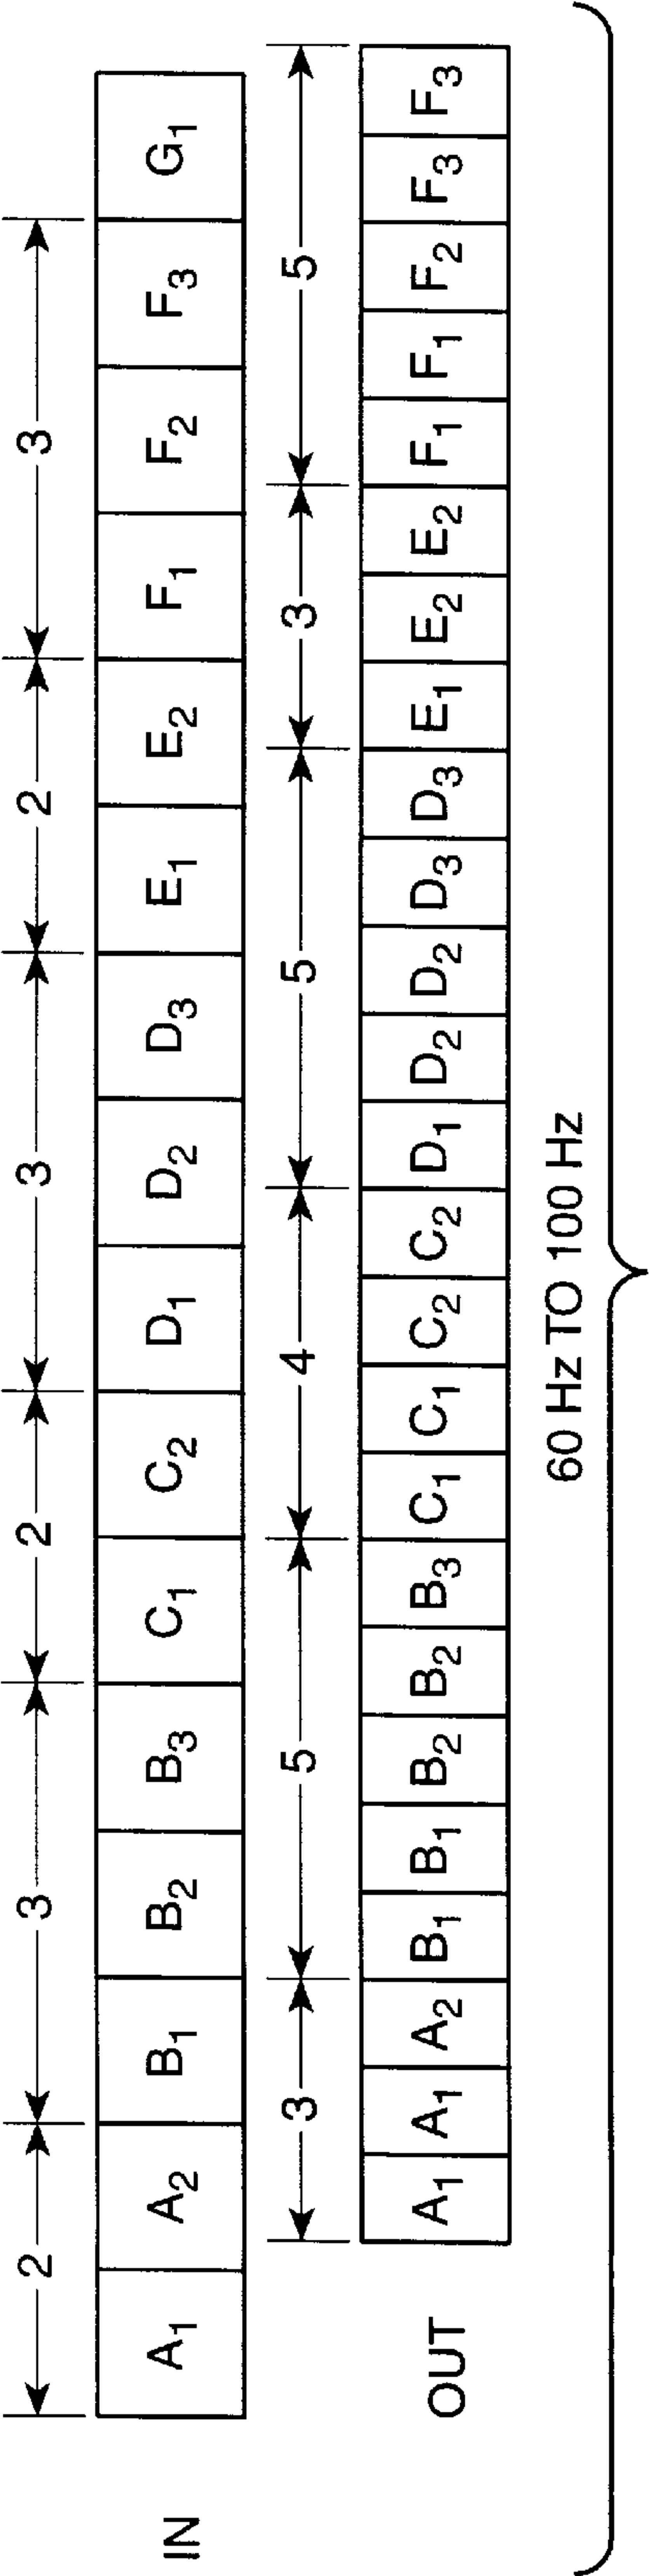 2 3 2 3 2 3
IN A₁ A₂ B₁ B₂ B₃ C₁ C₂ D₁ D₂ D₃ E₁ E₂ F₁ F₂ F₃ G₁
3 5 4 5 3 5
OUT A₁ A₁ A₂ B₁ B₁ B₂ B₂ B₃ C₁ C₁ C₂ C₂ D₁ D₂ D₂ D₃ D₃ E₁ E₂ E₂ F₁ F₁ F₂ F₃ F₃
60 Hz TO 100 Hz